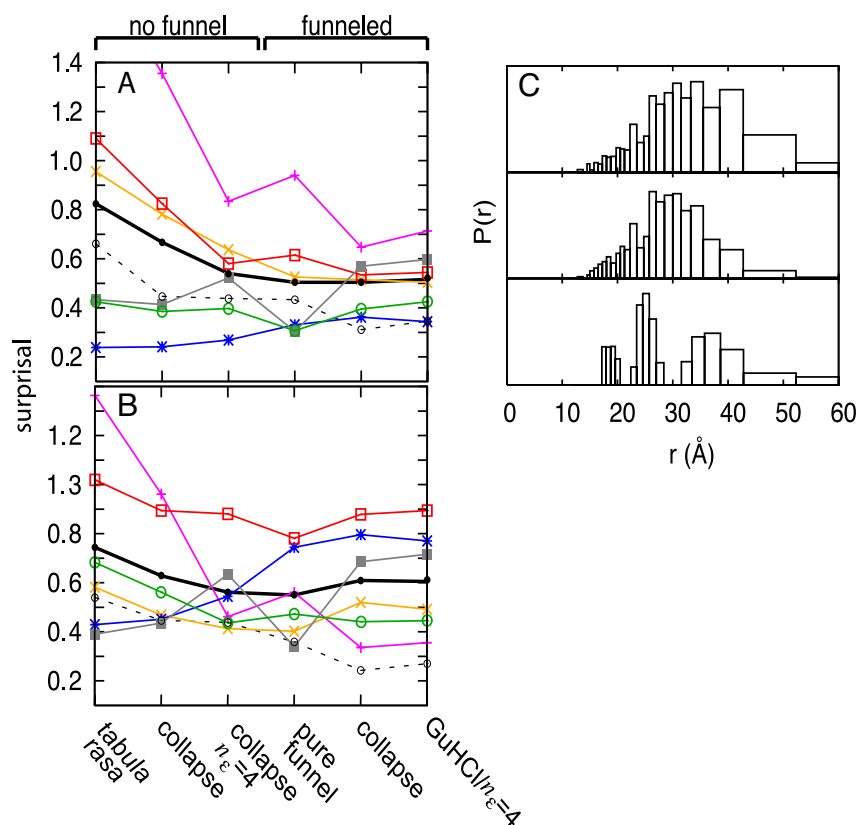 no funnel funneled
A
1.4
1.2
1.0
0.8
0.6
0.4
0.2
surprisal
B
1.2
1.3
0.8
0.6
0.4
0.2
tabula
rasa
collapse
collapse
nε=4
pure
funnel
collapse
GuHCl/nε=4
C
P(r)
0 10 20 30 40 50 60
r (Å)